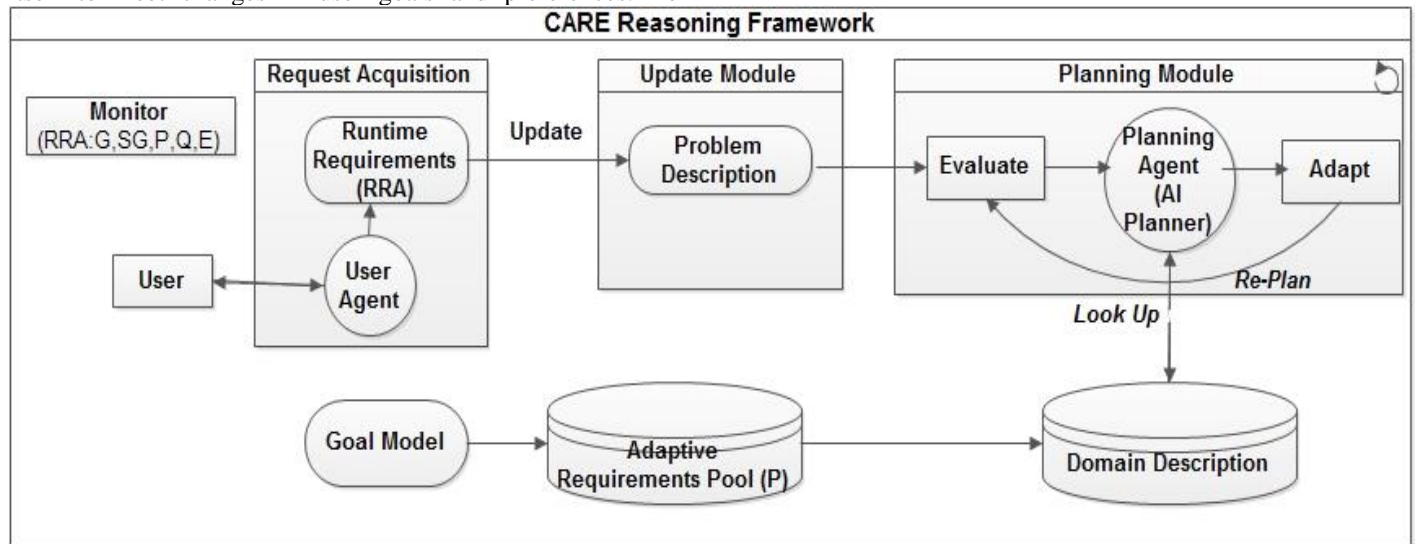 CARE Reasoning Framework
Request Acquisition
Update Module
Planning Module
Monitor
(RRA:G,SG,P,Q,E)
Runtime
Requirements
(RRA)
Update
Problem
Description
Evaluate
Planning
Agent
(AI
Planner)
Adapt
User
User
Agent
Re-Plan
Look Up
Goal Model
Adaptive
Requirements Pool (P)
Domain Description